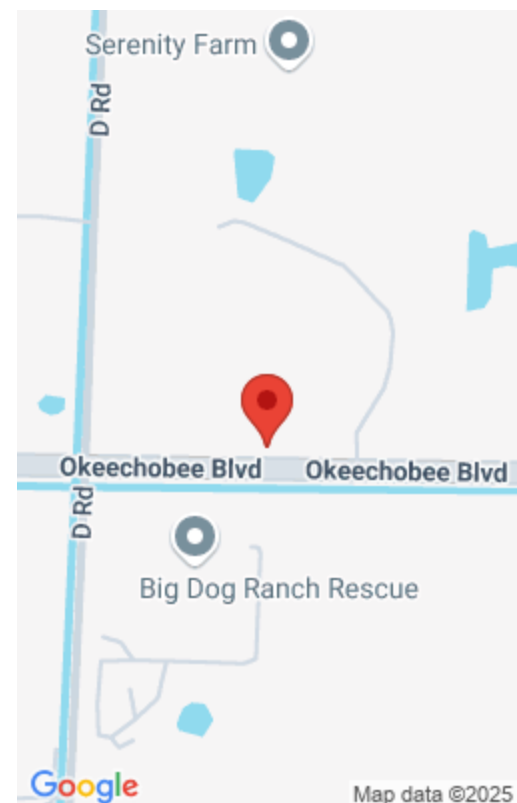 Serenity Farm
D Rd
Okeechobee Blvd
Okeechobee Blvd
D Rd
Big Dog Ranch Rescue
Google
Map data ©2025